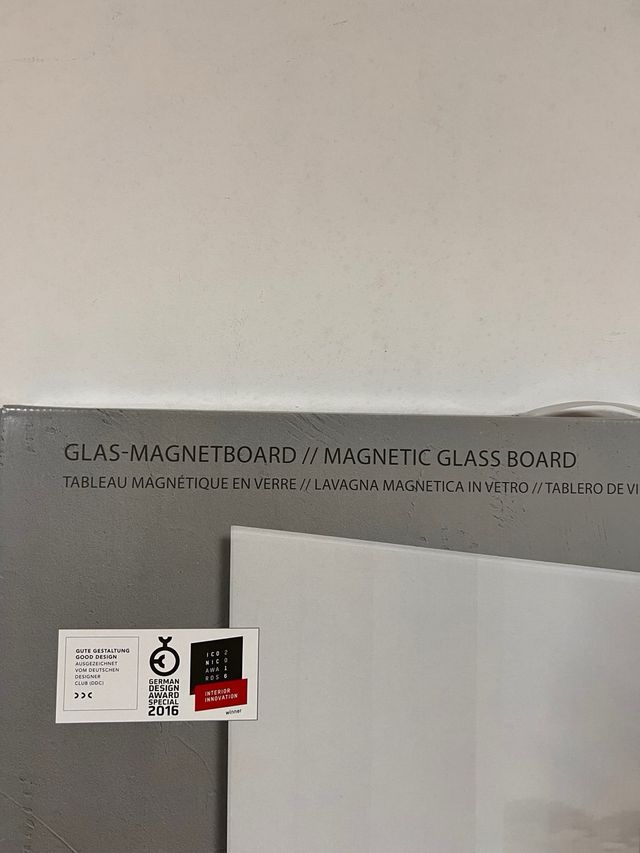 GLAS-MAGNETBOARD // MAGNETIC GLASS BOARD
TABLEAU MAGNÉTIQUE EN VERRE // LAVAGNA MAGNETICA IN VETRO // TABLERO DE VI
GUTE GESTALTUNG
GOOD DESIGN
AUSGEZEICHNET
VOM DEUTSCHEN
DESIGNER
CLUB (DDC)
DDC
GERMAN
DESIGN
AWARD
SPECIAL
2016
ICO 2
NIC 0
AWA 1
RDS 6
INTERIOR
INNOVATION
winner